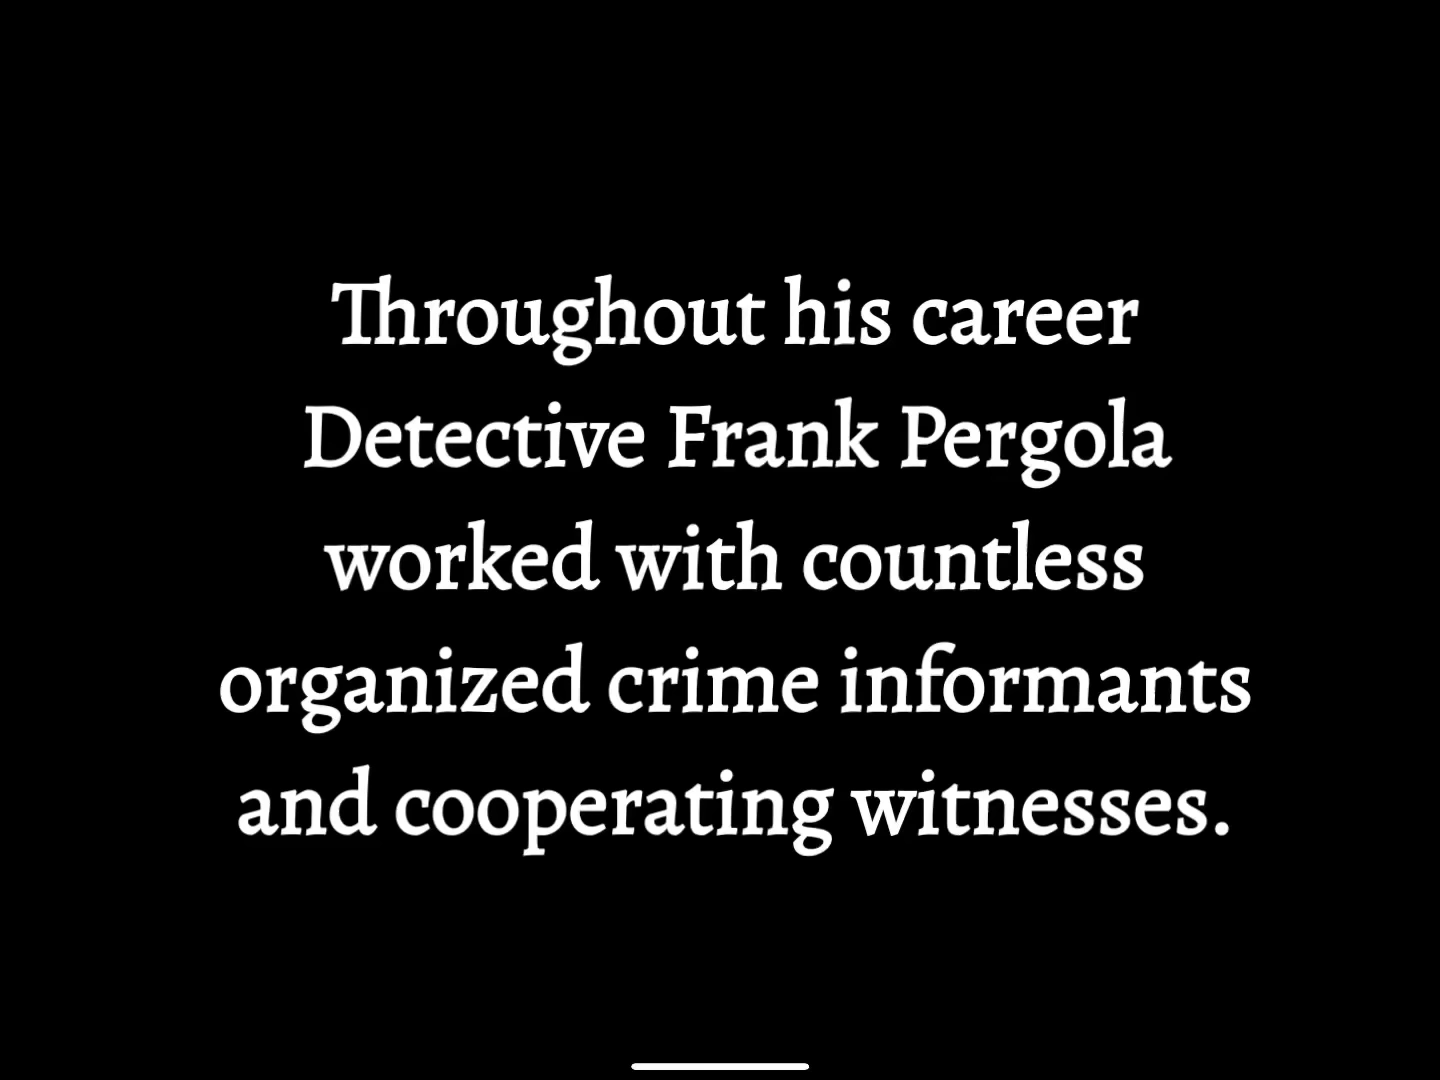 Throughout his career
Detective Frank Pergola
worked with countless
organized crime informants
and cooperating witnesses.